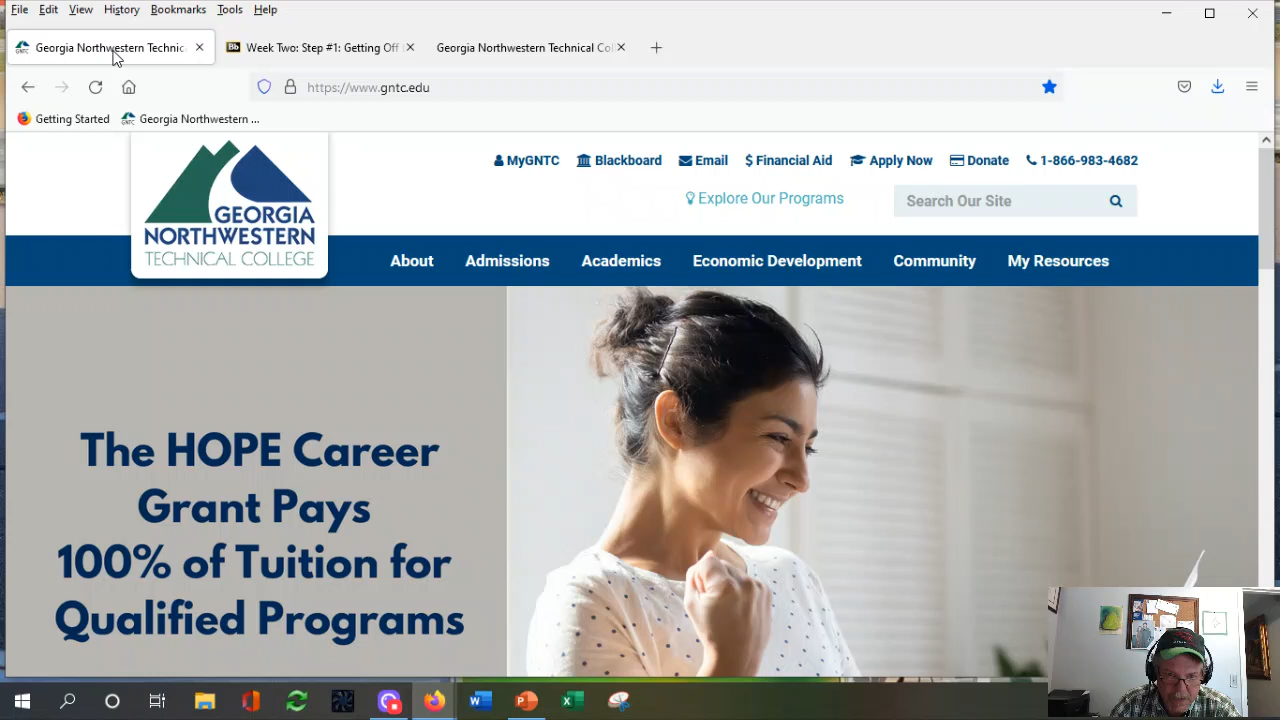 File Edit View History Bookmarks Tools Help
Georgia Northwestern Technic
Bb Week Two: Step #1: Getting Off
Georgia Northwestern Technical Col
https://www.gntc.edu
Getting Started
GNTC Georgia Northwestern ...
MyGNTC Blackboard Email $ Financial Aid Apply Now Donate 1-866-983-4682
Explore Our Programs
Search Our Site
GEORGIA
NORTHWESTERN
TECHNICAL COLLEGE
About Admissions Academics Economic Development Community My Resources
The HOPE Career
Grant Pays
100% of Tuition for
Qualified Programs